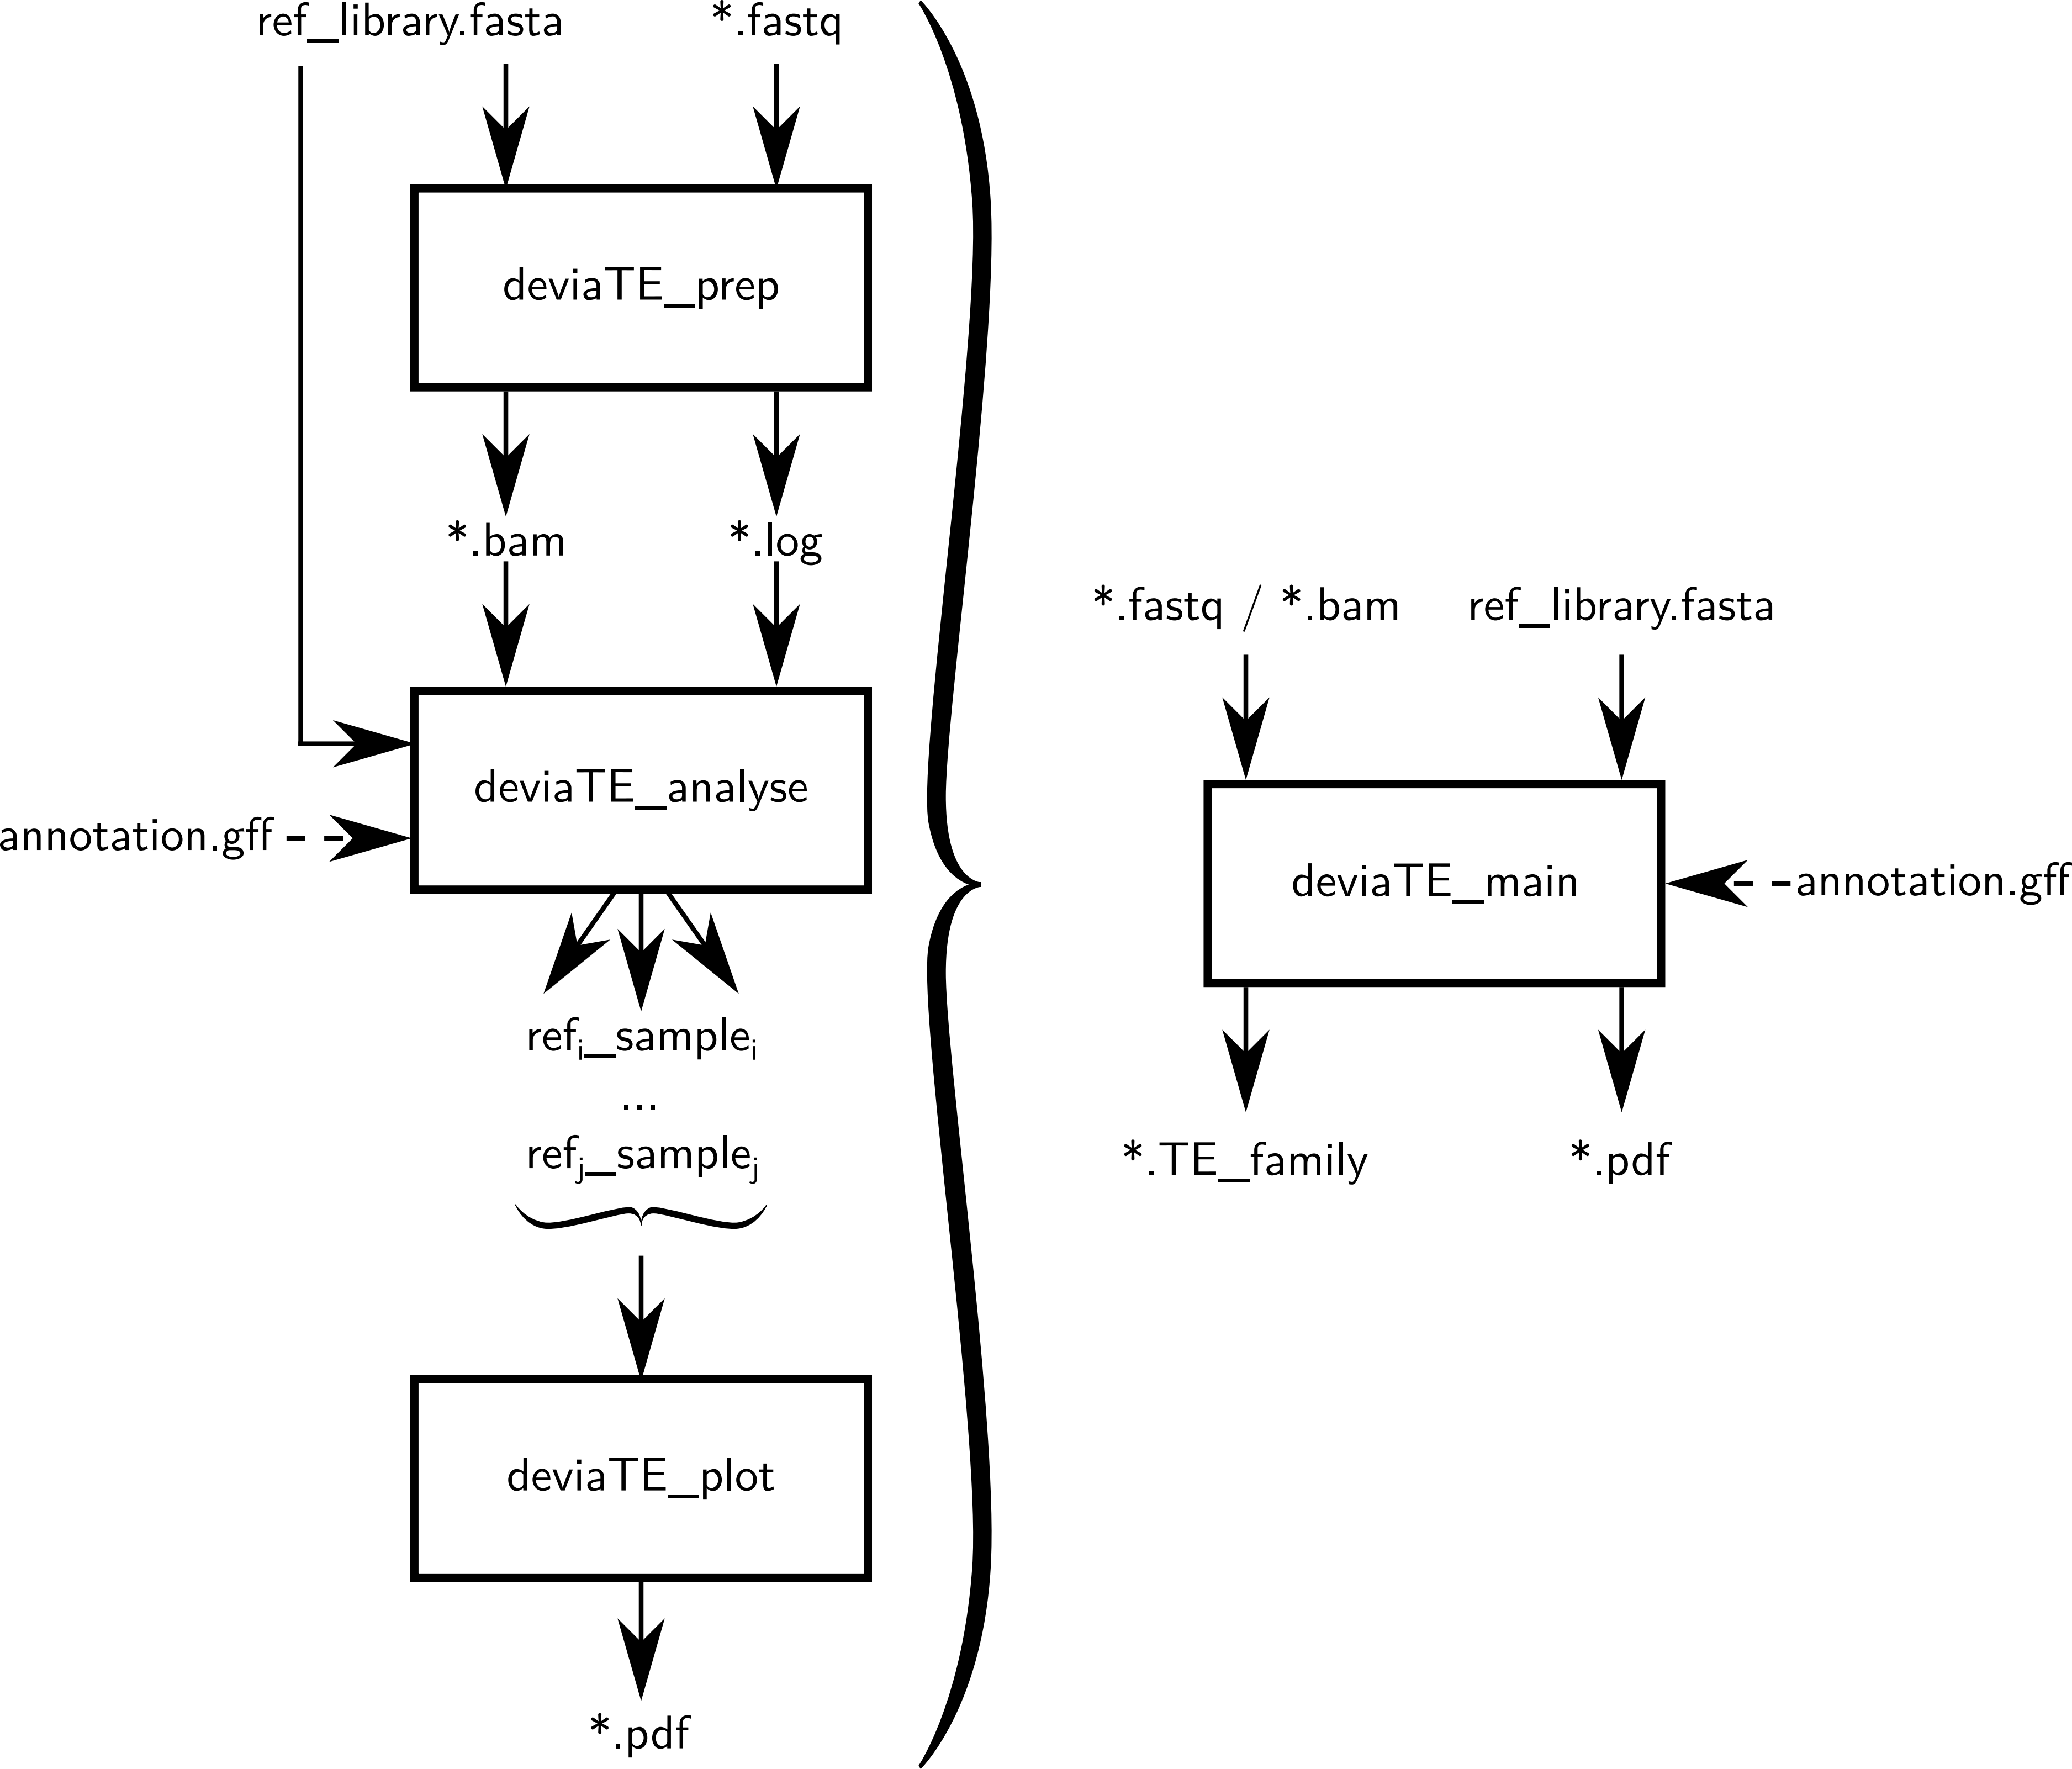 ref_library.fasta
*.fastq
deviaTE_prep
*.bam
*.log
deviaTE_analyse
annotation.gff
refᵢ_sampleᵢ
...
refⱼ_sampleⱼ
deviaTE_plot
*.pdf
*.fastq / *.bam
ref_library.fasta
deviaTE_main
annotation.gff
*.TE_family
*.pdf